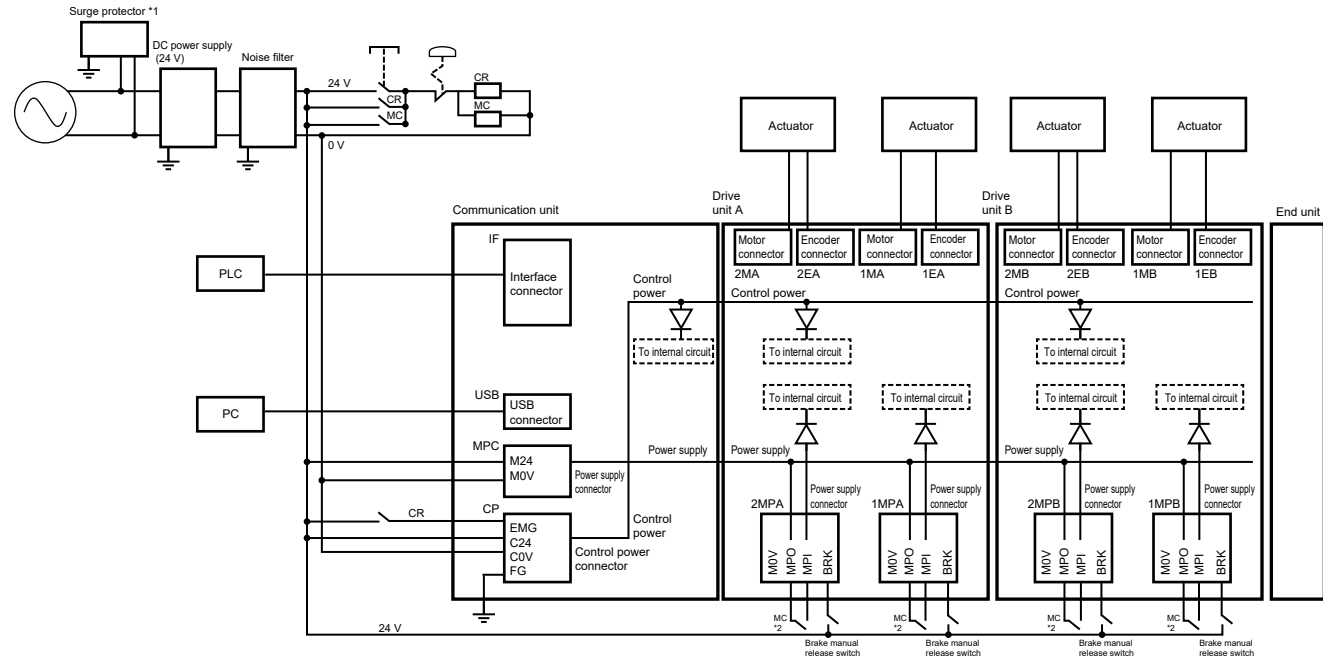 Surge protector *1
DC power supply
(24 V)
Noise filter
24 V
CR
MC
CR
MC
0 V
Actuator
Actuator
Actuator
Actuator
Communication unit
Drive
unit A
Drive
unit B
End unit
IF
Interface
connector
PLC
Motor
connector
Encoder
connector
Motor
connector
Encoder
connector
2MA
2EA
1MA
1EA
Motor
connector
Encoder
connector
Motor
connector
Encoder
connector
2MB
2EB
1MB
1EB
Control
power
Control power
Control power
To internal circuit
To internal circuit
To internal circuit
To internal circuit
To internal circuit
To internal circuit
To internal circuit
PC
USB
USB
connector
MPC
M24
M0V
Power supply
connector
Power supply
Power supply
Power supply
CR
CP
EMG
C24
C0V
FG
Control power
connector
Control
power
2MPA
Power supply
connector
1MPA
Power supply
connector
2MPB
Power supply
connector
1MPB
Power supply
connector
M0V
MPO
MPI
BRK
M0V
MPO
MPI
BRK
M0V
MPO
MPI
BRK
M0V
MPO
MPI
BRK
24 V
MC
*2
Brake manual
release switch
MC
*2
Brake manual
release switch
MC
*2
Brake manual
release switch
MC
*2
Brake manual
release switch